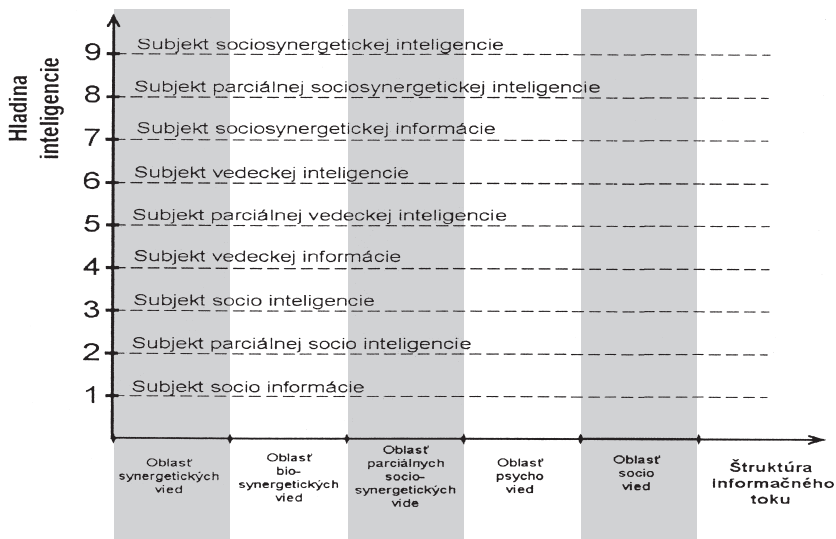 Hladina
inteligencie
9 Subjekt sociosynergetickej inteligencie
8 Subjekt parciálnej sociosynergetickej inteligencie
7 Subjekt sociosynergetickej informácie
6 Subjekt vedeckej inteligencie
5 Subjekt parciálnej vedeckej inteligencie
4 Subjekt vedeckej informácie
3 Subjekt socio inteligencie
2 Subjekt parciálnej socio inteligencie
1 Subjekt socio informácie
Oblasť
synergetických
vied
Oblasť
bio-
synergetických
vied
Oblasť
parciálnych
socio-
synergetických
vide
Oblasť
psycho
vied
Oblasť
socio
vied
Štruktúra
informačného
toku